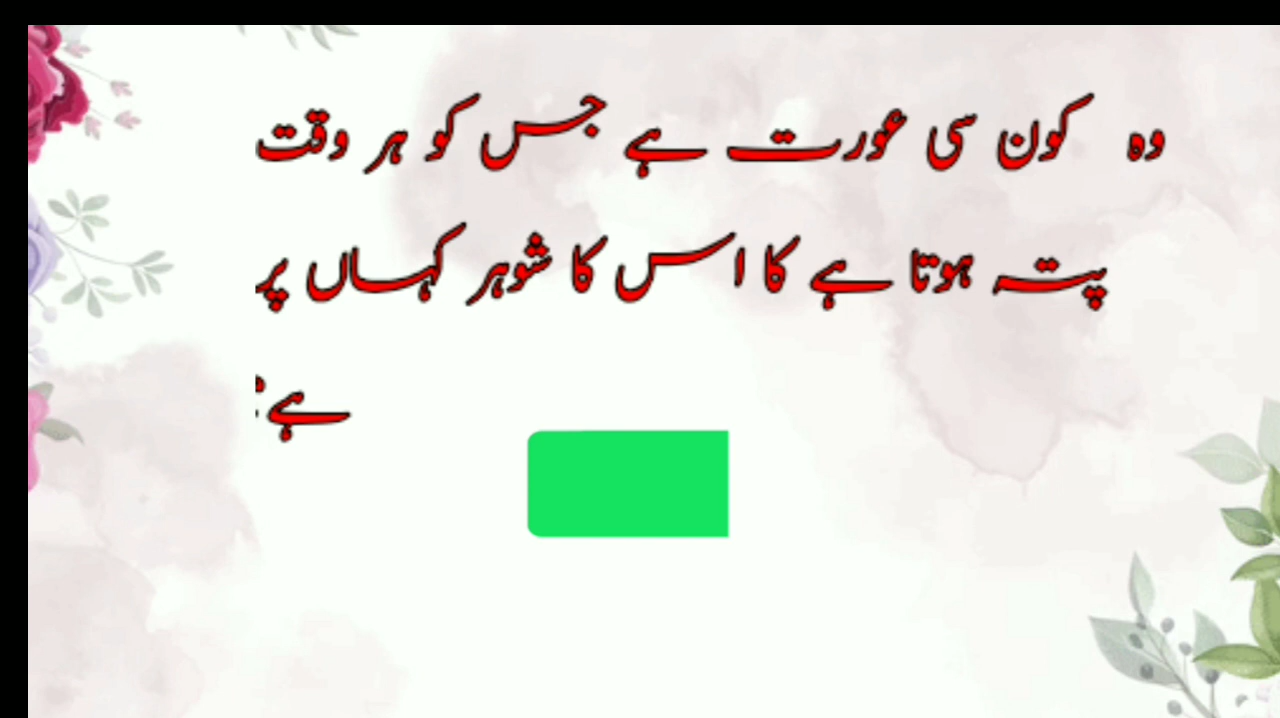 وہ کون سی عورت ہے جس کو ہر وقت
پتہ ہوتا ہے کا اس کا شوہر کہاں پر
ہے؟